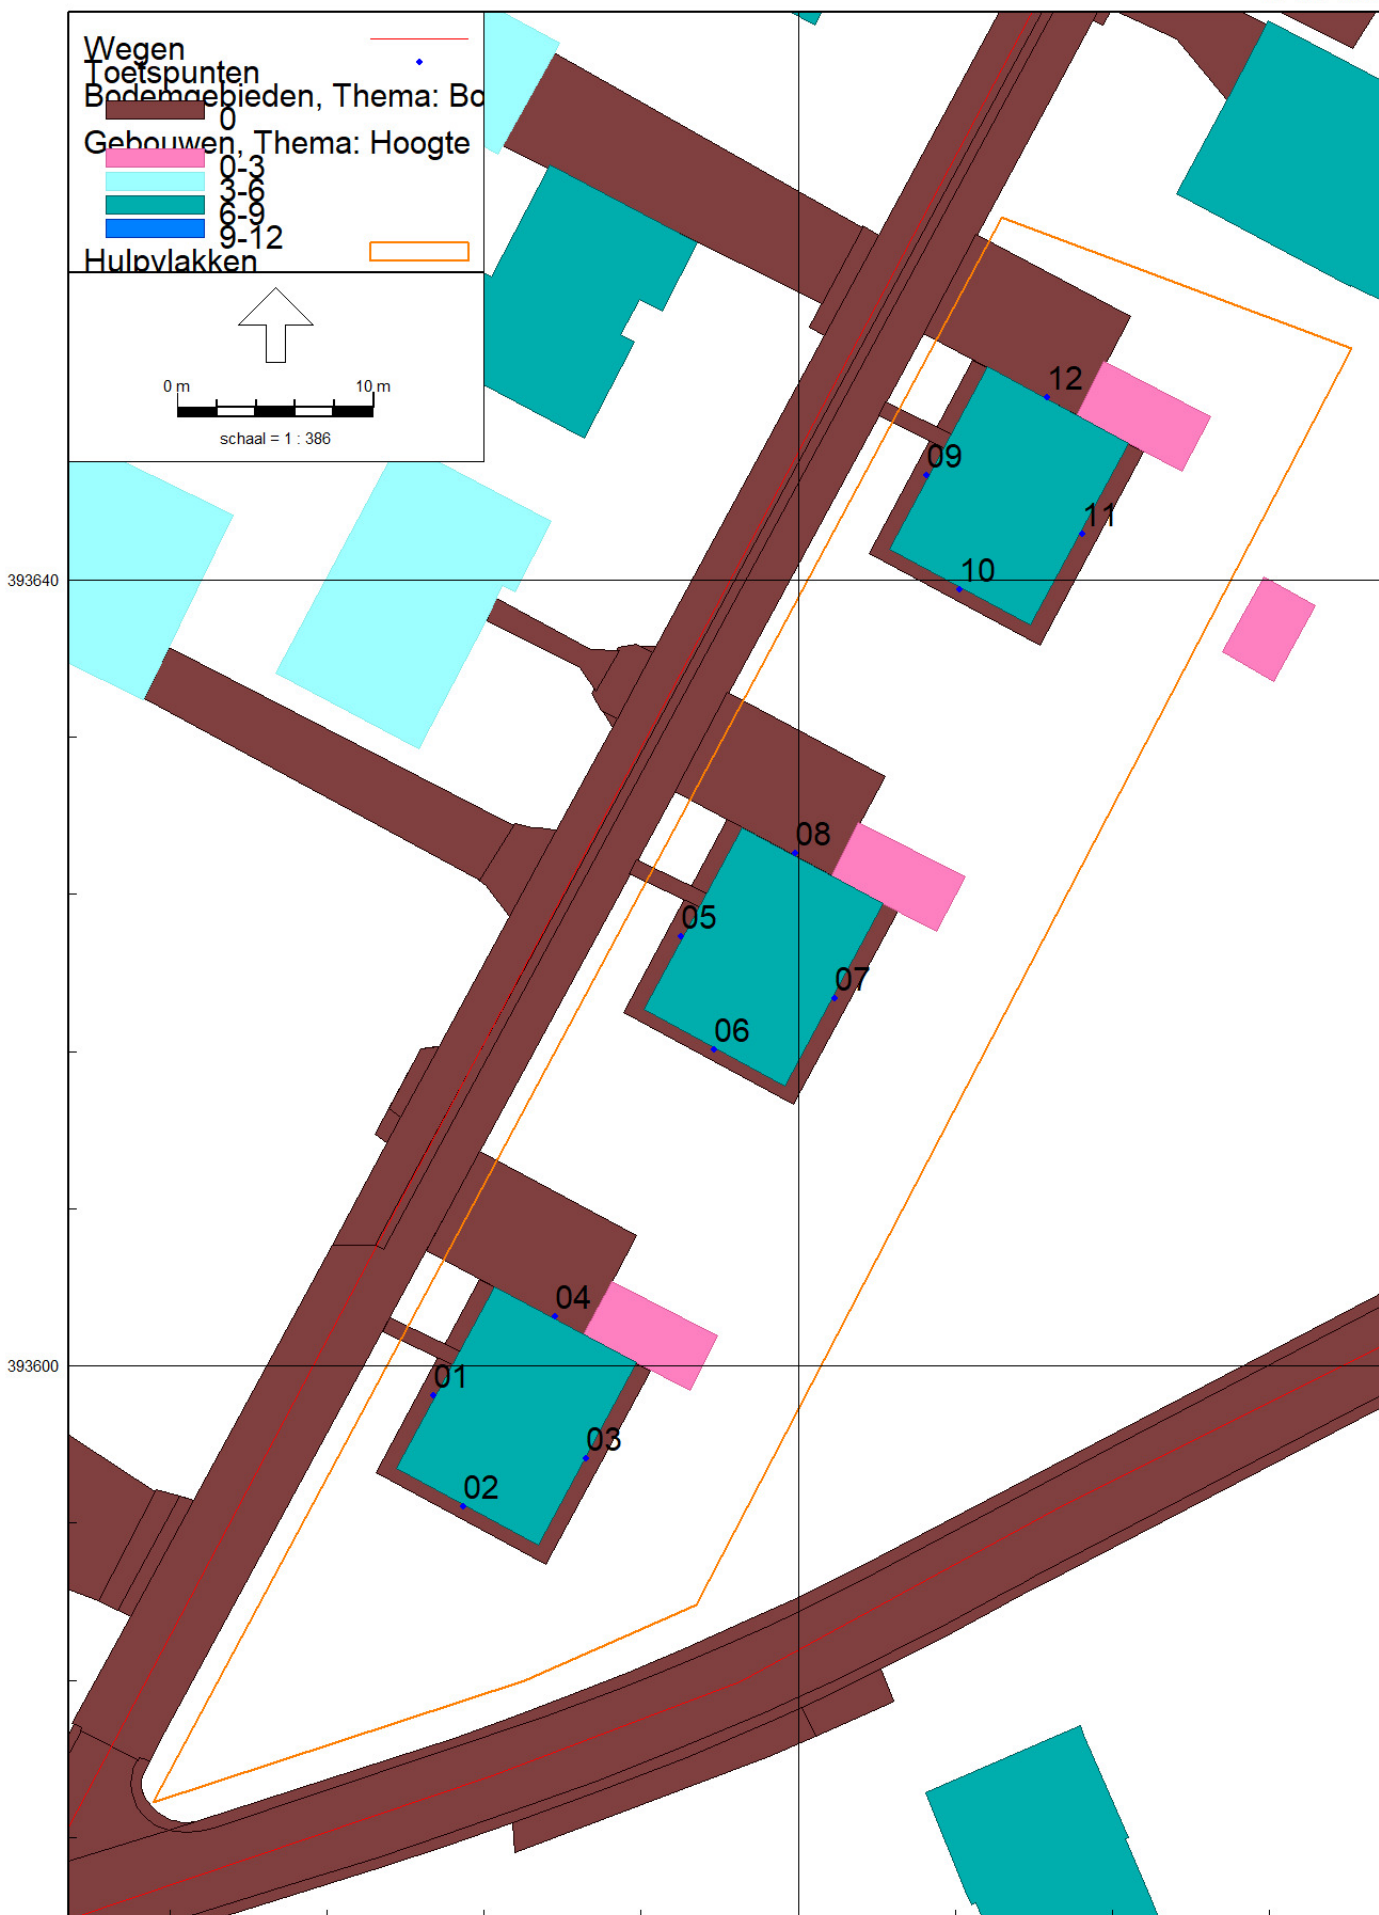 Wegen
Toetspunten
Bodemgebieden, Thema: Bo
0
Gebouwen, Thema: Hoogte
0-3
3-6
6-9
9-12
Hulpvlakken
0 m 10 m
schaal = 1 : 386
12
09
11
10
393640
08
05
07
06
04
393600
01
03
02